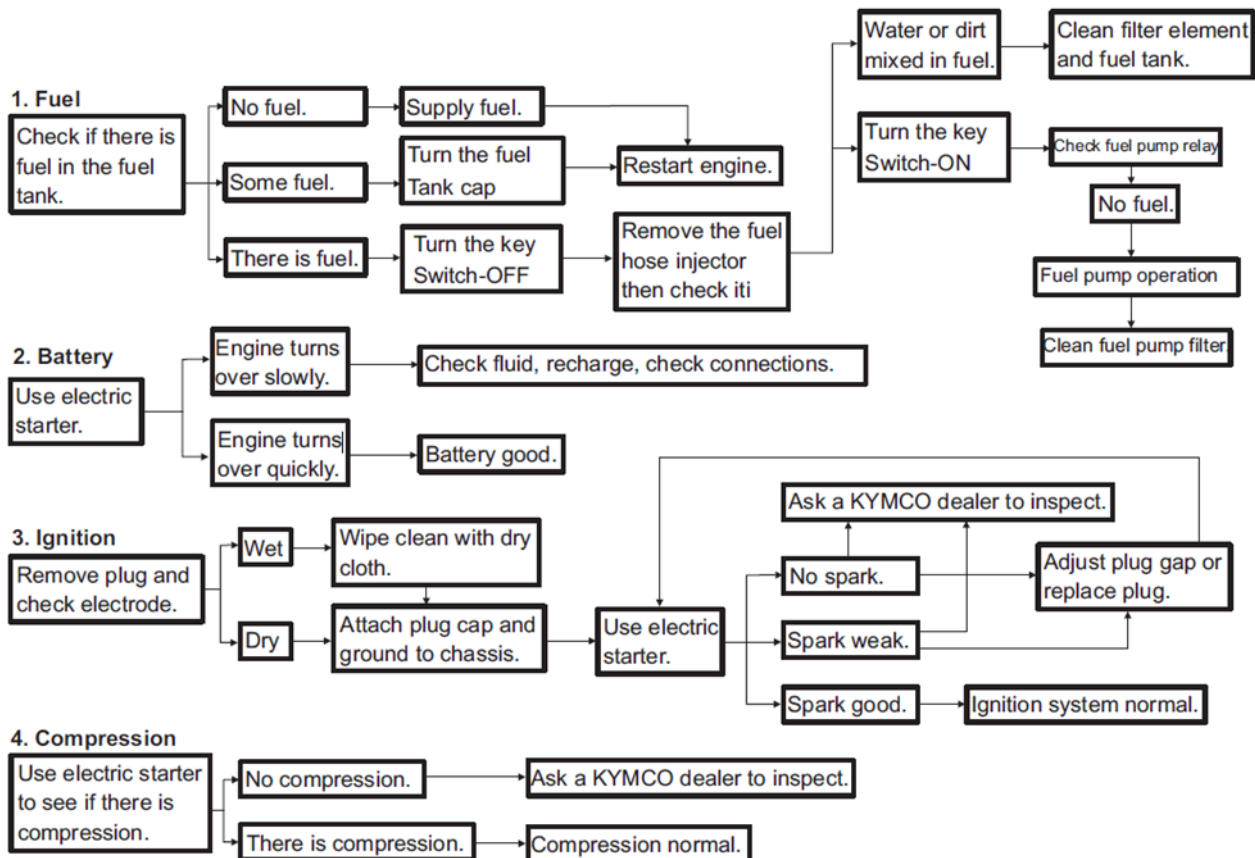 1. Fuel
Check if there is
fuel in the fuel
tank.
No fuel.
Supply fuel.
Some fuel.
Turn the fuel
Tank cap
Restart engine.
There is fuel.
Turn the key
Switch-OFF
Remove the fuel
hose injector
then check iti
Water or dirt
mixed in fuel.
Clean filter element
and fuel tank.
Turn the key
Switch-ON
Check fuel pump relay
No fuel.
Fuel pump operation
Clean fuel pump filter.
2. Battery
Use electric
starter.
Engine turns
over slowly.
Check fluid, recharge, check connections.
Engine turns
over quickly.
Battery good.
3. Ignition
Remove plug and
check electrode.
Wet
Wipe clean with dry
cloth.
Dry
Attach plug cap and
ground to chassis.
Use electric
starter.
Ask a KYMCO dealer to inspect.
No spark.
Adjust plug gap or
replace plug.
Spark weak.
Spark good.
Ignition system normal.
4. Compression
Use electric starter
to see if there is
compression.
No compression.
Ask a KYMCO dealer to inspect.
There is compression.
Compression normal.